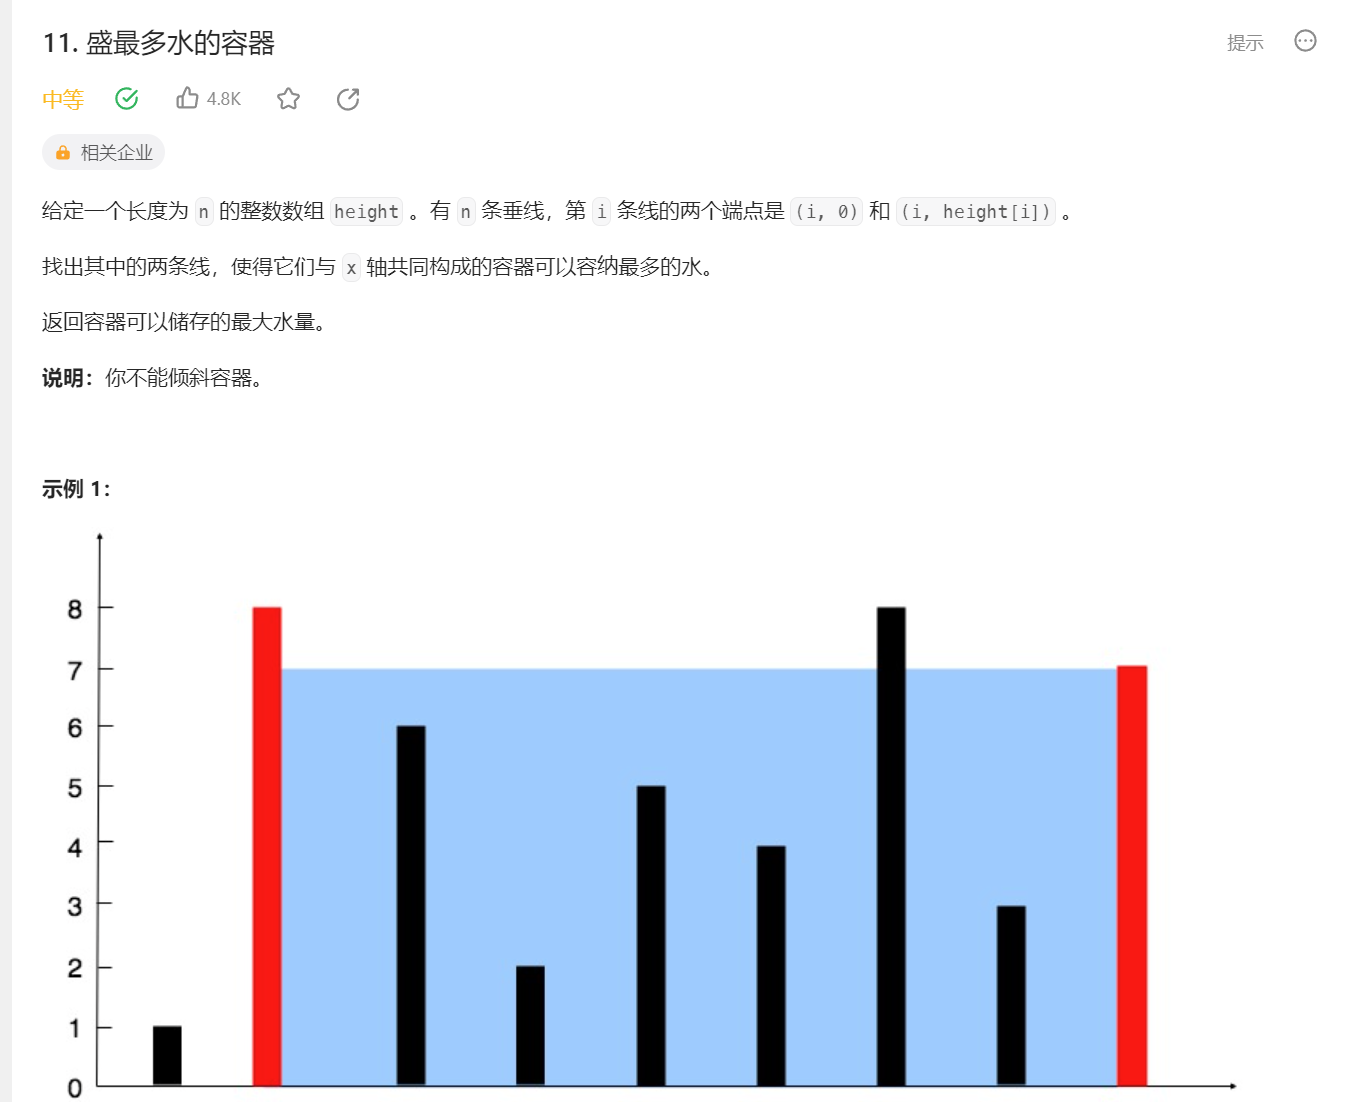 11. 盛最多水的容器
提示
中等
4.8K
相关企业
给定一个长度为 n 的整数数组 height 。有 n 条垂线，第 i 条线的两个端点是 (i, 0) 和 (i, height[i]) 。
找出其中的两条线，使得它们与 x 轴共同构成的容器可以容纳最多的水。
返回容器可以储存的最大水量。
说明：你不能倾斜容器。
示例 1：
8
7
6
5
4
3
2
1
0